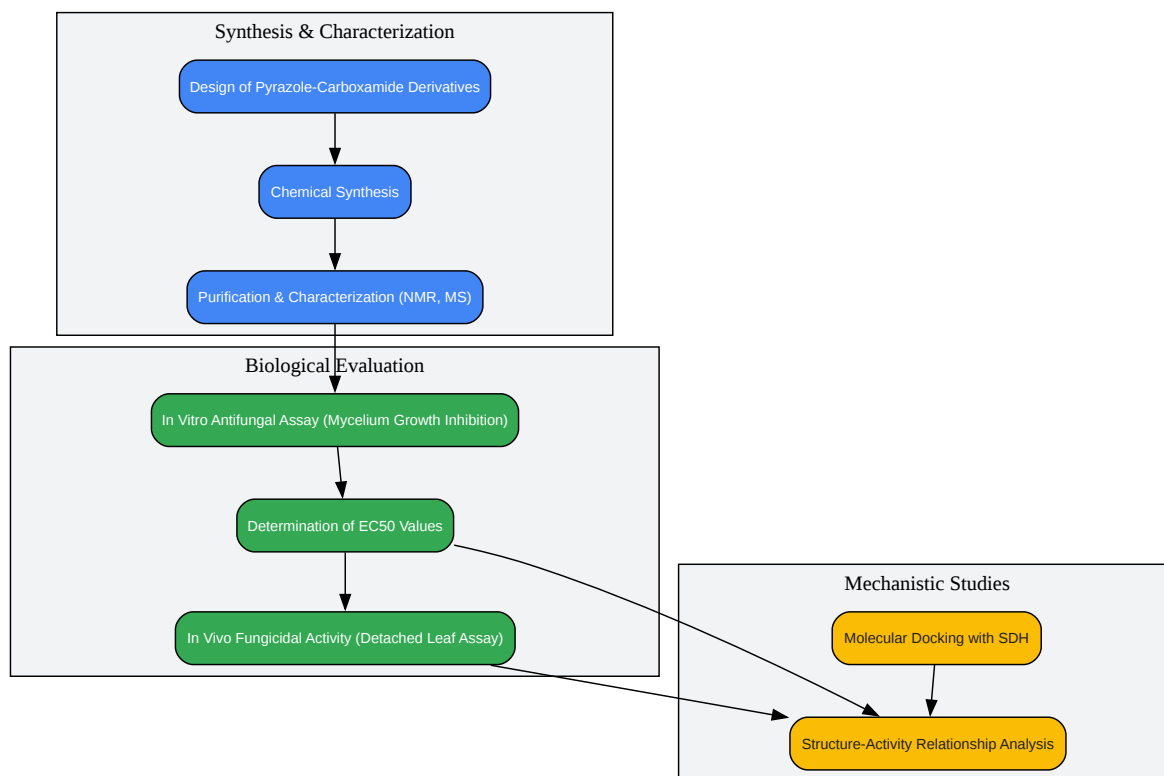 Synthesis & Characterization
Design of Pyrazole-Carboxamide Derivatives
Chemical Synthesis
Purification & Characterization (NMR, MS)
Biological Evaluation
In Vitro Antifungal Assay (Mycelium Growth Inhibition)
Determination of EC50 Values
In Vivo Fungicidal Activity (Detached Leaf Assay)
Mechanistic Studies
Molecular Docking with SDH
Structure-Activity Relationship Analysis